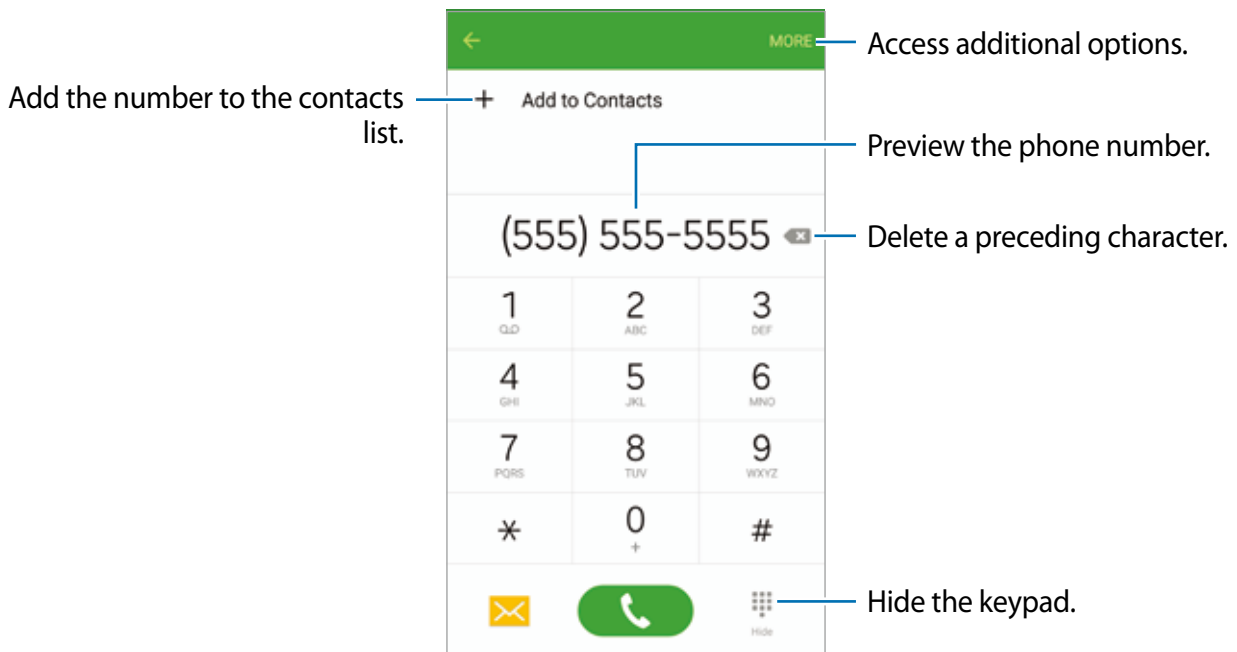 MORE
Access additional options.
Add the number to the contacts
list.
+ Add to Contacts
Preview the phone number.
(555) 555-5555
Delete a preceding character.
1 2 3
ABC DEF
4 5 6
GHI JKL MNO
7 8 9
PQRS TUV WXYZ
* 0 #
+
Hide
Hide the keypad.